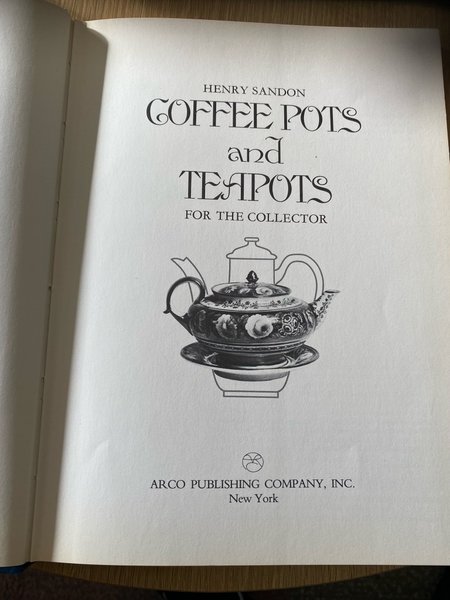 HENRY SANDON
COFFEE POTS
and
TEAPOTS
FOR THE COLLECTOR
ARCO PUBLISHING COMPANY, INC.
New York